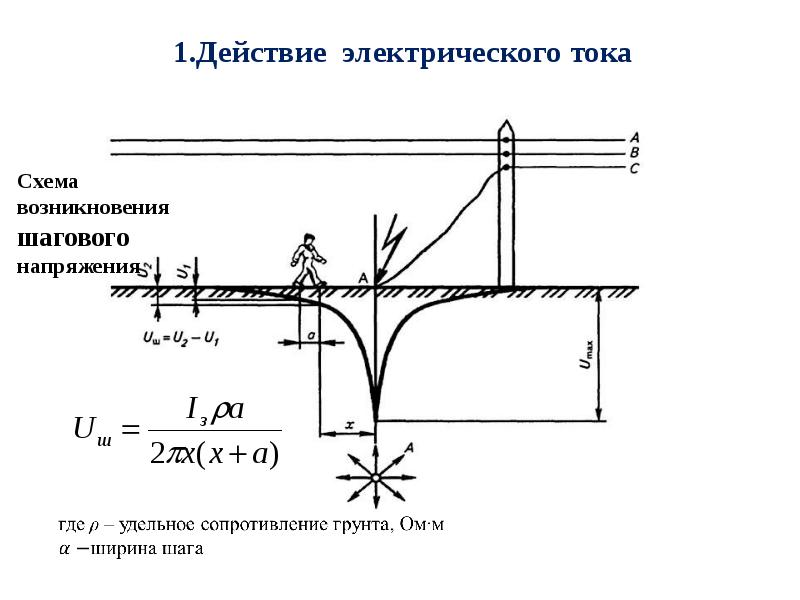 1.Действие электрического тока
A
B
C
Схема
возникновения
шагового
напряжения
U₂
U₁
A
Uш=U₂ – U₁
a
Umax
x
A
Uш = Iзρa / 2πx(x + a)
где ρ – удельное сопротивление грунта, Ом·м
α −ширина шага